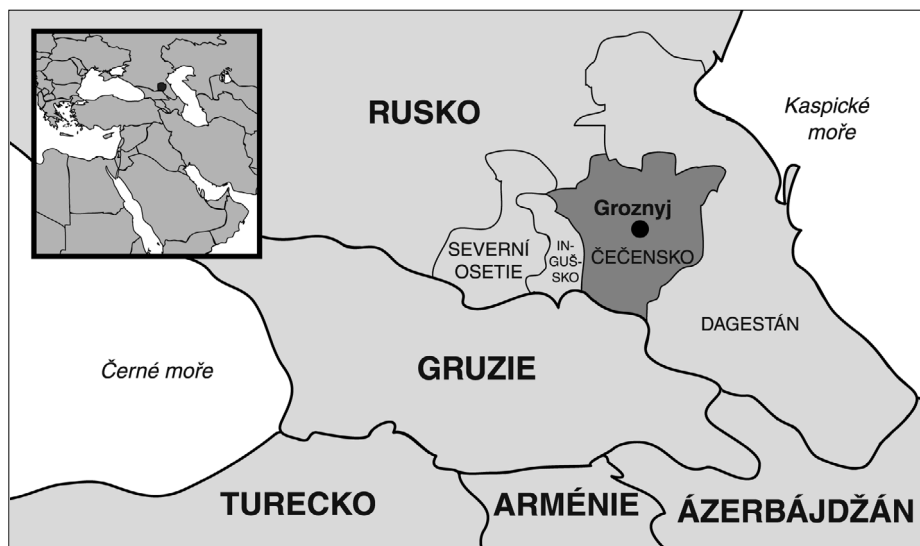 Kaspické
moře
RUSKO
Groznyj
SEVERNÍ
OSETIE
IN-
GUŠ-
SKO
ČEČENSKO
DAGESTÁN
Černé moře
GRUZIE
TURECKO
ARMÉNIE
ÁZERBÁJDŽÁN